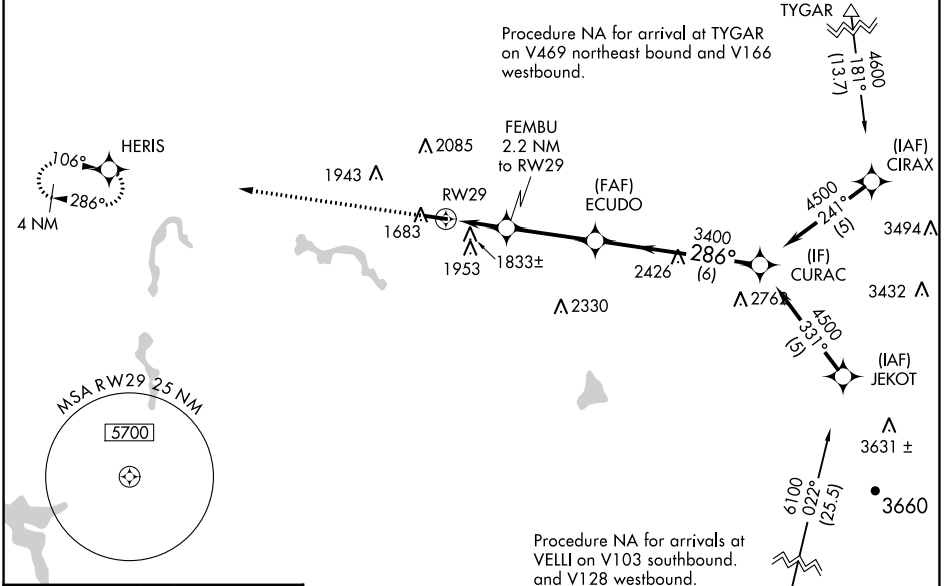 TYGAR
Procedure NA for arrival at TYGAR
on V469 northeast bound and V166
westbound.
4600
181°
(13.7)
HERIS
106°
286°
4 NM
2085
1943
FEMBU
2.2 NM
to RW29
RW29
(FAF)
ECUDO
(IAF)
CIRAX
4500
241°
(5)
3494
1683
1953
1833±
3400
286°
(6)
2426
(IF)
CURAC
2330
3432
4500
331°
(5)
(IAF)
JEKOT
MSA RW29 25 NM
5700
3631 ±
3660
6100
022°
(25.5)
Procedure NA for arrivals at
VELLI on V103 southbound.
and V128 westbound.